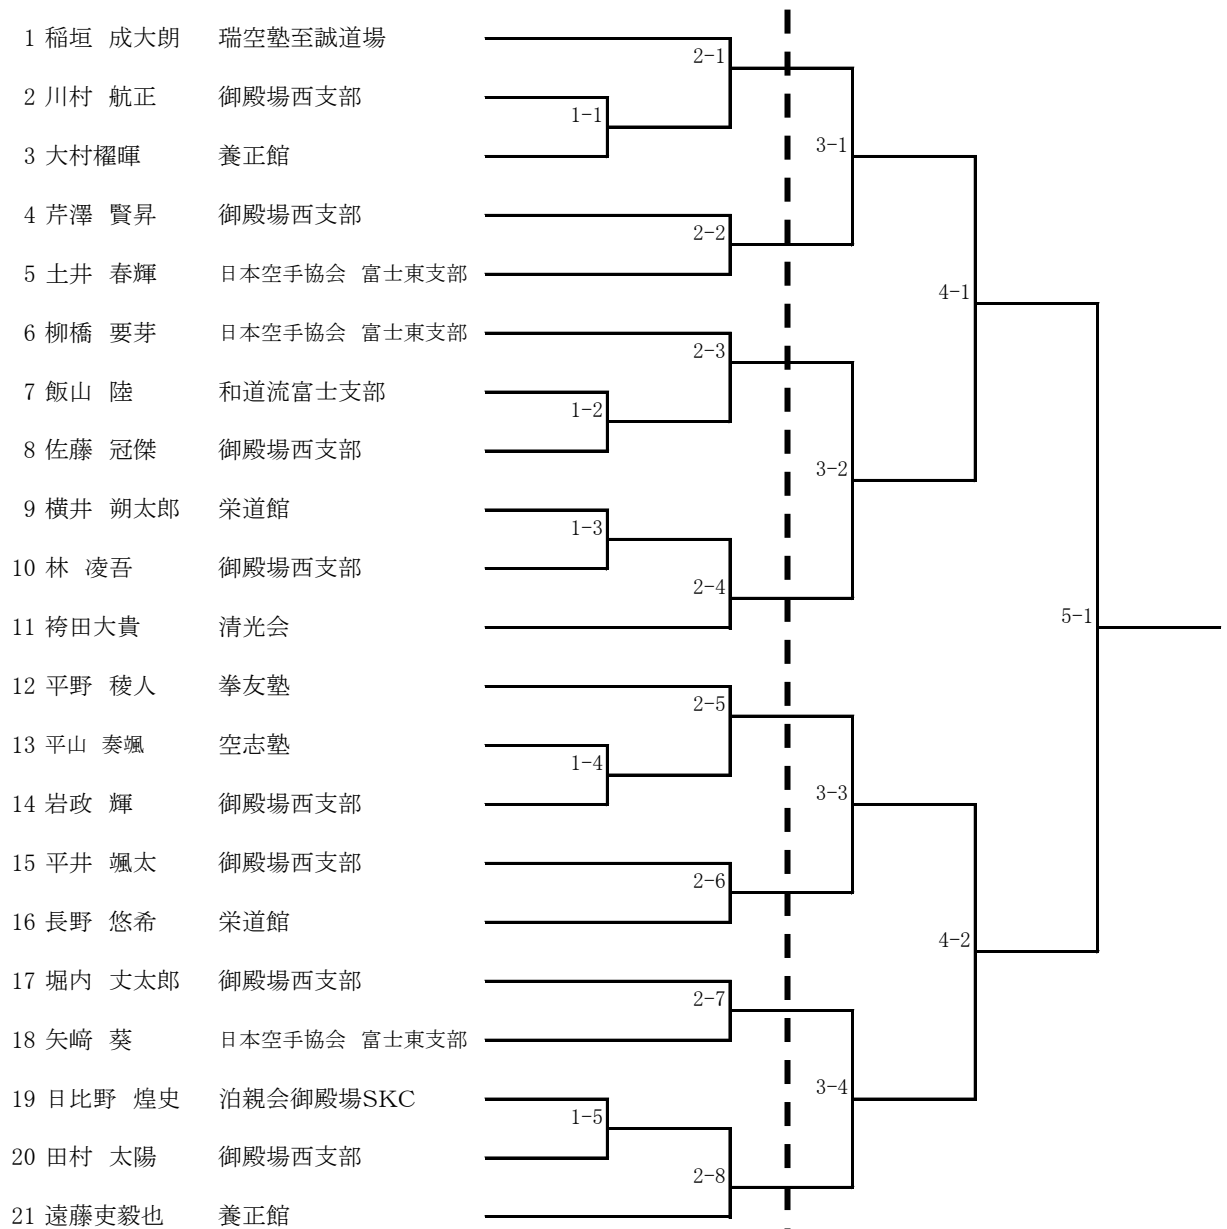 1 稲垣 成大朗 瑞空塾至誠道場
2-1
2 川村 航正 御殿場西支部
1-1
3 大村櫂暉 養正館
3-1
4 芹澤 賢昇 御殿場西支部
2-2
5 土井 春輝 日本空手協会 富士東支部
4-1
6 柳橋 要芽 日本空手協会 富士東支部
2-3
7 飯山 陸 和道流富士支部
1-2
8 佐藤 冠傑 御殿場西支部
3-2
9 横井 朔太郎 栄道館
1-3
10 林 凌吾 御殿場西支部
2-4
11 袴田大貴 清光会
5-1
12 平野 稜人 拳友塾
2-5
13 平山 奏颯 空志塾
1-4
14 岩政 輝 御殿場西支部
3-3
15 平井 颯太 御殿場西支部
2-6
16 長野 悠希 栄道館
4-2
17 堀内 丈太郎 御殿場西支部
2-7
18 矢﨑 葵 日本空手協会 富士東支部
3-4
19 日比野 煌史 泊親会御殿場SKC
1-5
20 田村 太陽 御殿場西支部
2-8
21 遠藤吏毅也 養正館